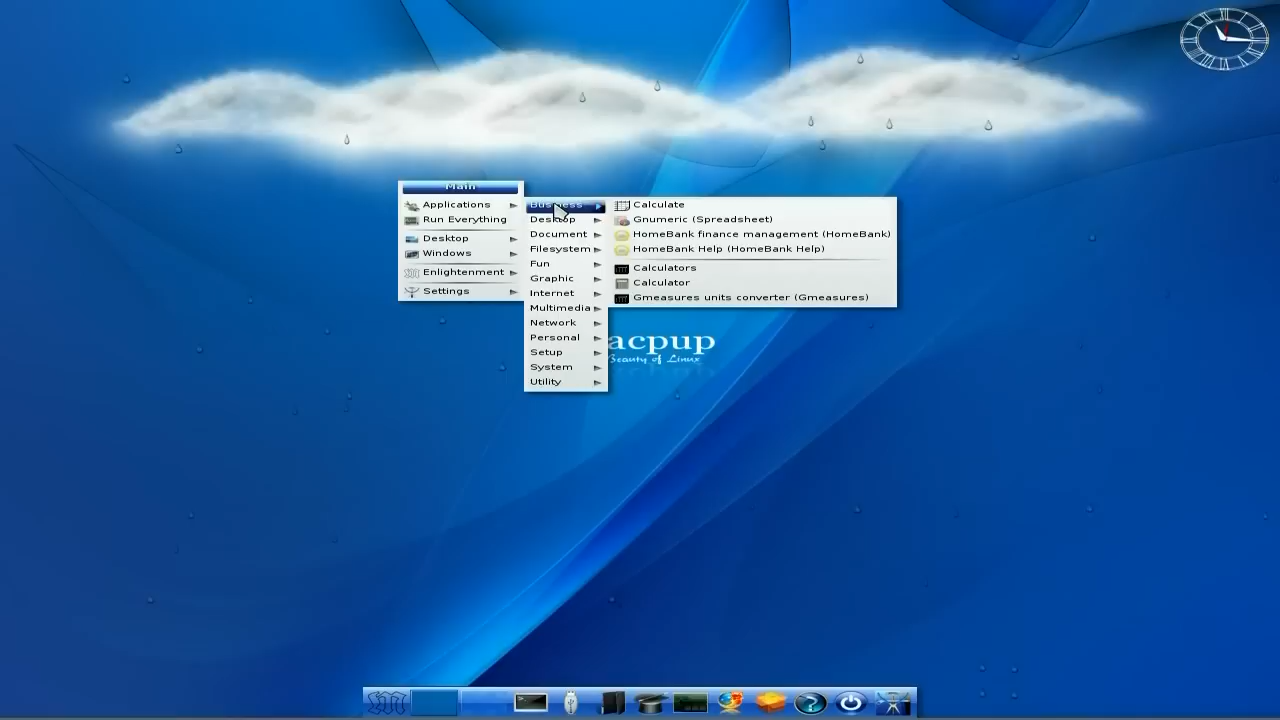 Main
Applications
Run Everything
Desktop
Windows
Enlightenment
Settings
Business
Desktop
Document
Filesystem
Fun
Graphic
Internet
Multimedia
Network
Personal
Setup
System
Utility
Calculate
Gnumeric (Spreadsheet)
HomeBank finance management (HomeBank)
HomeBank Help (HomeBank Help)
Calculators
Calculator
Gmeasures units converter (Gmeasures)
acpup
Beauty of Linux